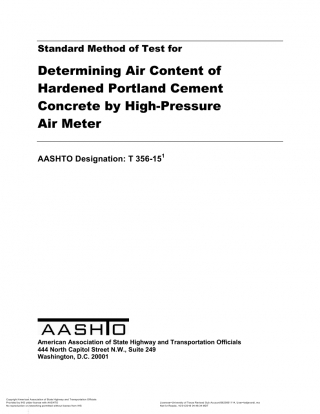 Standard Method of Test for
Determining Air Content of
Hardened Portland Cement
Concrete by High-Pressure
Air Meter
AASHTO Designation: T 356-15¹
AASHTO
American Association of State Highway and Transportation Officials
444 North Capitol Street N.W., Suite 249
Washington, D.C. 20001